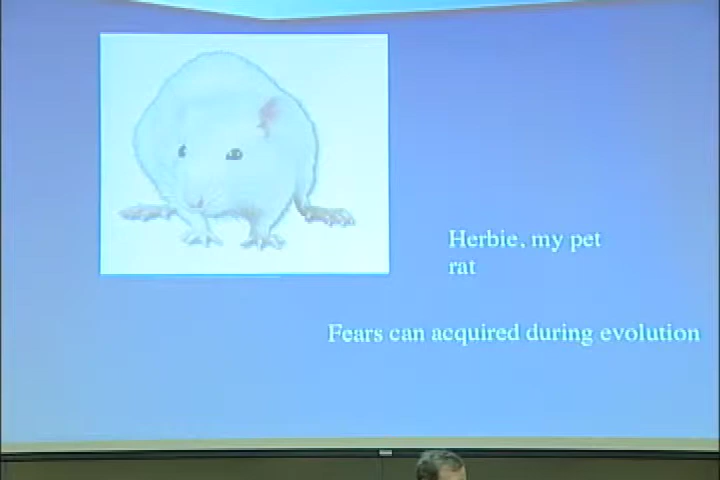 Herbie, my pet
rat
Fears can acquired during evolution